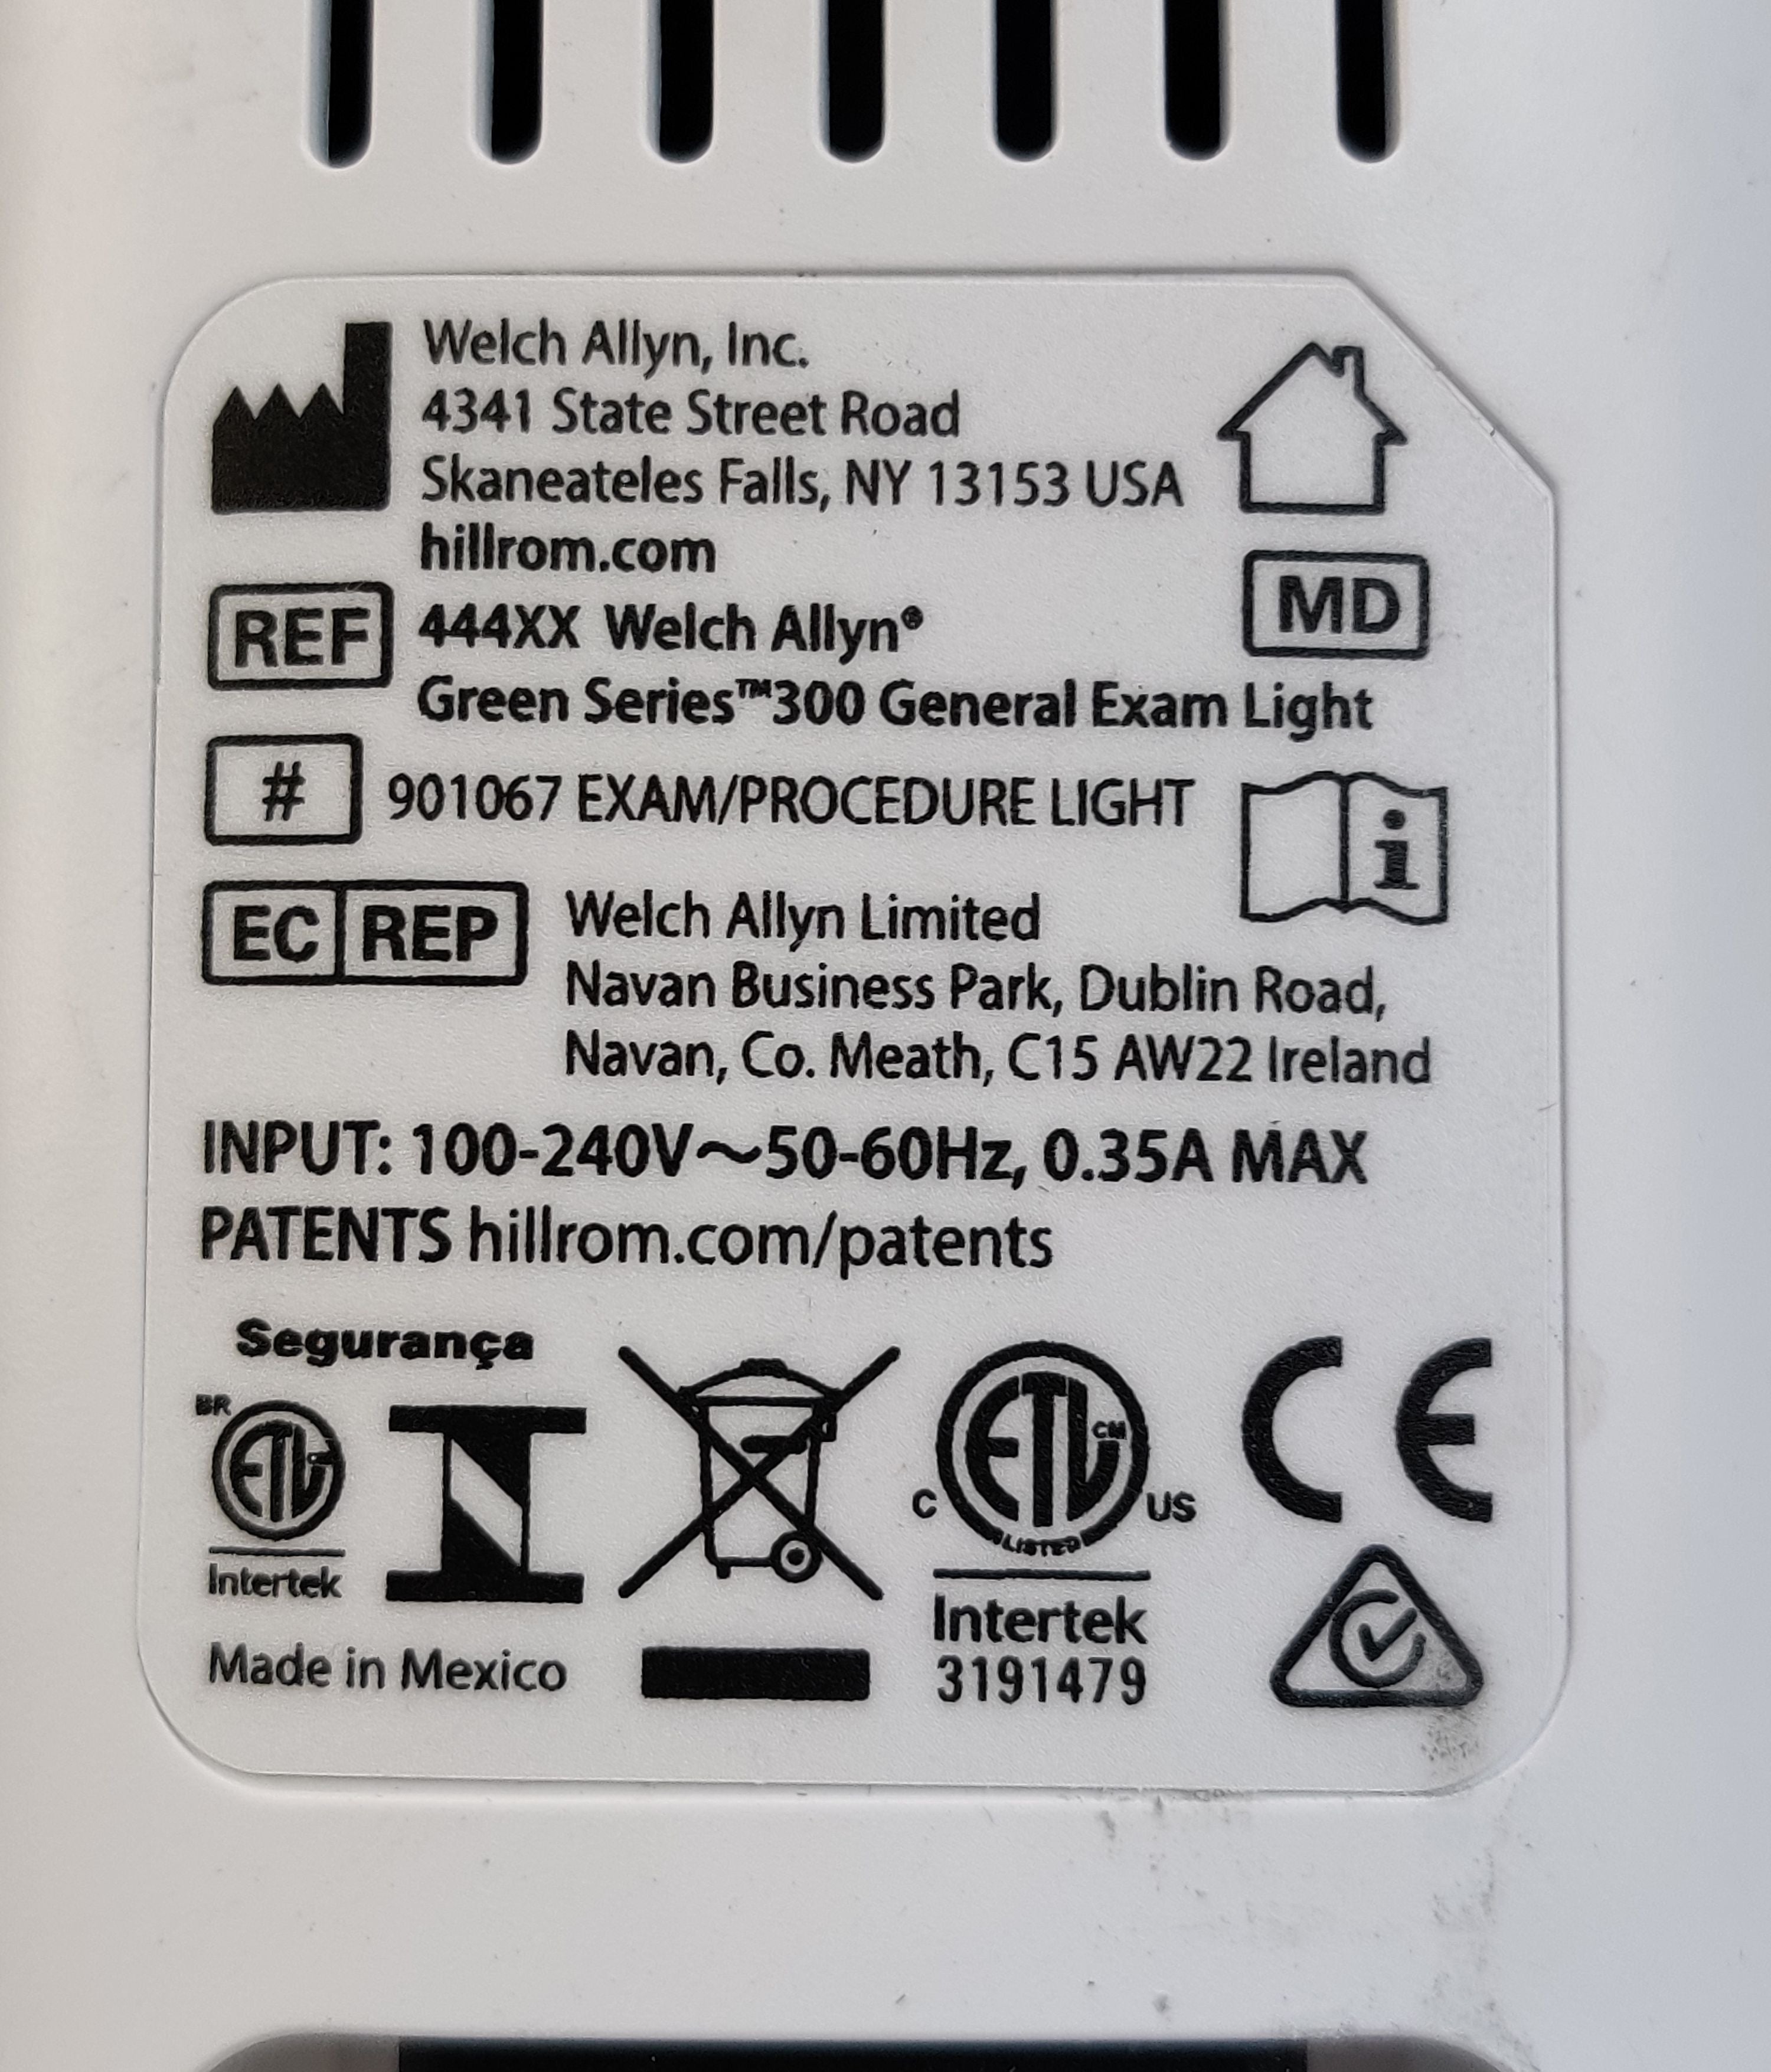 Welch Allyn, Inc.
4341 State Street Road
Skaneateles Falls, NY 13153 USA
hillrom.com
MD
REF 444XX Welch Allyn®
Green Series™300 General Exam Light
# 901067 EXAM/PROCEDURE LIGHT
i
EC REP Welch Allyn Limited
Navan Business Park, Dublin Road,
Navan, Co. Meath, C15 AW22 Ireland
INPUT: 100-240V~50-60Hz, 0.35A MAX
PATENTS hillrom.com/patents
Segurança
BR
ETL CM
Intertek
Made in Mexico
C ETL CM US
LISTED
Intertek
3191479
CE